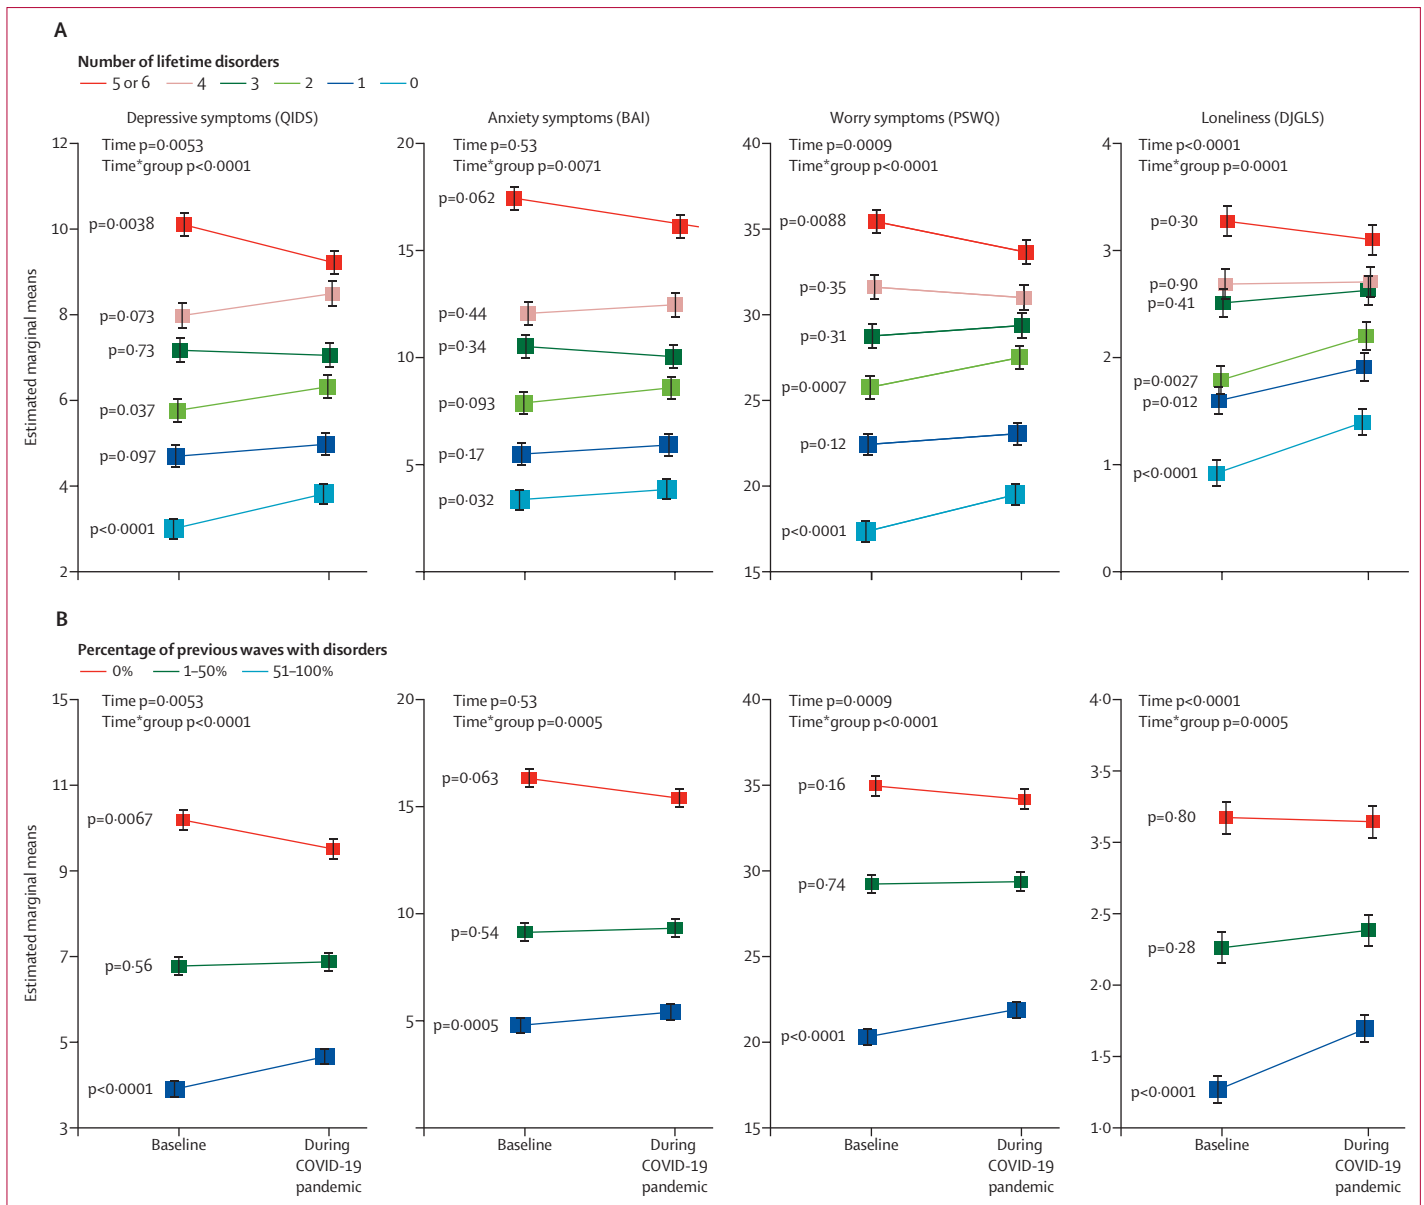 A
Number of lifetime disorders
5 or 6 4 3 2 1 0
Depressive symptoms (QIDS)
Time p=0·0053
Time*group p<0·0001
Estimated marginal means
12
10
8
6
4
2
p=0·0038
p=0·073
p=0·73
p=0·037
p=0·097
p<0·0001
Anxiety symptoms (BAI)
Time p=0·53
Time*group p=0·0071
20
15
10
5
p=0·062
p=0·44
p=0·34
p=0·093
p=0·17
p=0·032
Worry symptoms (PSWQ)
Time p=0·0009
Time*group p<0·0001
40
35
30
25
20
15
p=0·0088
p=0·35
p=0·31
p=0·0007
p=0·12
p<0·0001
Loneliness (DJGLS)
Time p<0·0001
Time*group p=0·0001
4
3
2
1
0
p=0·30
p=0·90
p=0·41
p=0·0027
p=0·012
p<0·0001
B
Percentage of previous waves with disorders
0% 1–50% 51–100%
Time p=0·0053
Time*group p<0·0001
Estimated marginal means
15
11
9
7
5
3
p=0·0067
p=0·56
p<0·0001
Baseline
During
COVID-19
pandemic
Time p=0·53
Time*group p=0·0005
20
15
10
5
p=0·063
p=0·54
p=0·0005
Baseline
During
COVID-19
pandemic
Time p=0·0009
Time*group p<0·0001
40
35
30
25
20
15
p=0·16
p=0·74
p<0·0001
Baseline
During
COVID-19
pandemic
Time p<0·0001
Time*group p=0·0005
4·0
3·5
3·5
2·5
2·0
1·5
1·0
p=0·80
p=0·28
p<0·0001
Baseline
During
COVID-19
pandemic